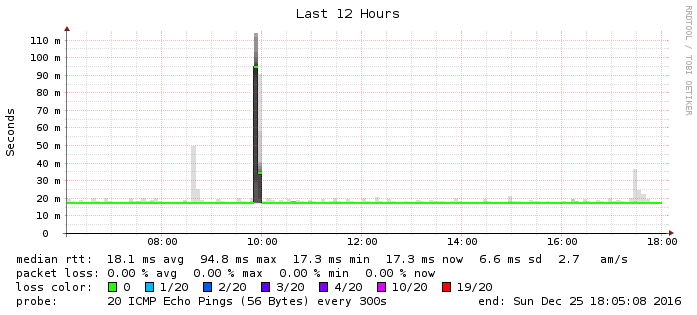 Last 12 Hours
RRDTOOL / TOBI OETIKER
Seconds
110 m
100 m
90 m
80 m
70 m
60 m
50 m
40 m
30 m
20 m
10 m
0
08:00 10:00 12:00 14:00 16:00 18:00
median rtt: 18.1 ms avg 94.8 ms max 17.3 ms min 17.3 ms now 6.6 ms sd 2.7 am/s
packet loss: 0.00 % avg 0.00 % max 0.00 % min 0.00 % now
loss color: 0 1/20 2/20 3/20 4/20 10/20 19/20
probe: 20 ICMP Echo Pings (56 Bytes) every 300s end: Sun Dec 25 18:05:08 2016